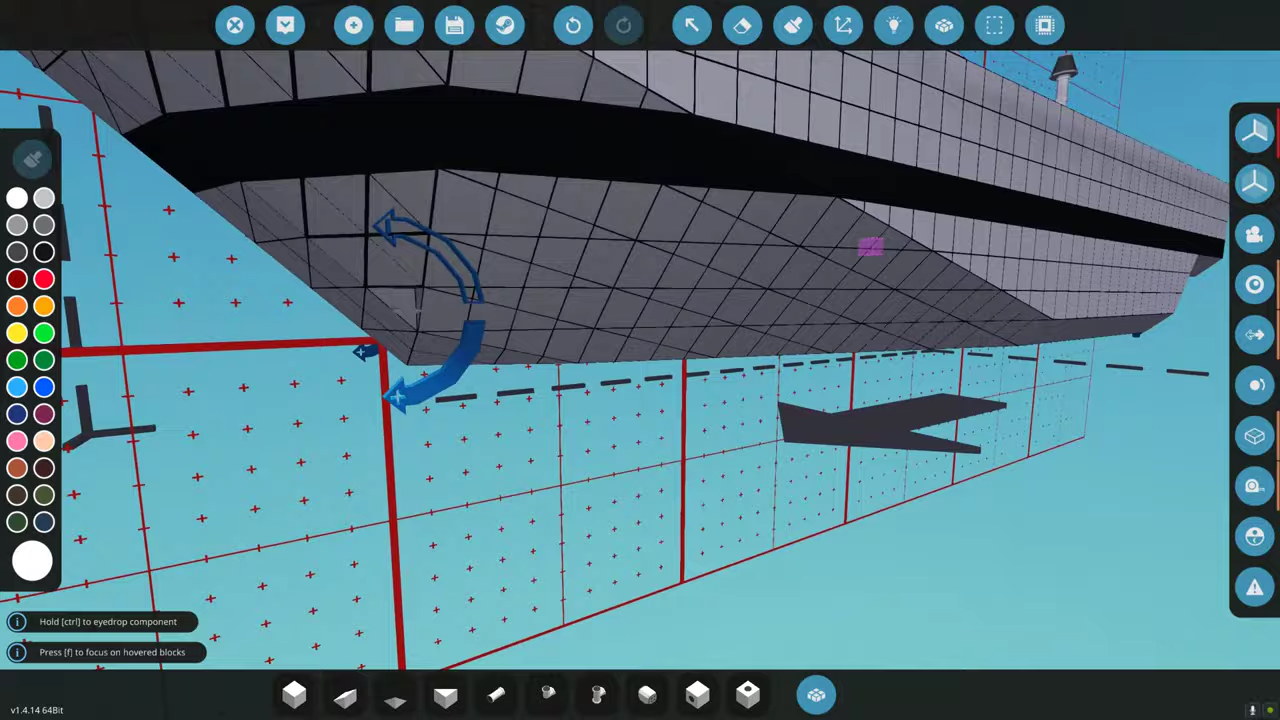 Hold [ctrl] to eyedrop component
Press [f] to focus on hovered blocks
v1.4.14 64Bit